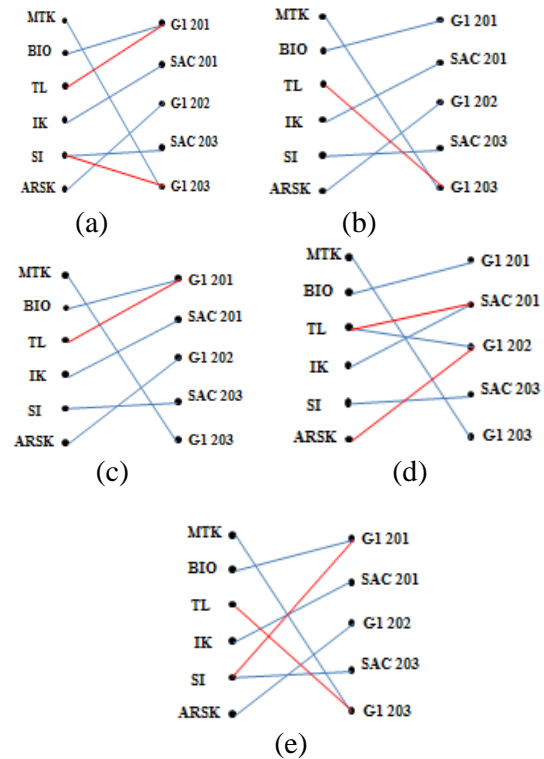 MTK
BIO
TL
IK
SI
ARSK
G1 201
SAC 201
G1 202
SAC 203
G1 203
(a)
MTK
BIO
TL
IK
SI
ARSK
G1 201
SAC 201
G1 202
SAC 203
G1 203
(b)
MTK
BIO
TL
IK
SI
ARSK
G1 201
SAC 201
G1 202
SAC 203
G1 203
(c)
MTK
BIO
TL
IK
SI
ARSK
G1 201
SAC 201
G1 202
SAC 203
G1 203
(d)
MTK
BIO
TL
IK
SI
ARSK
G1 201
SAC 201
G1 202
SAC 203
G1 203
(e)